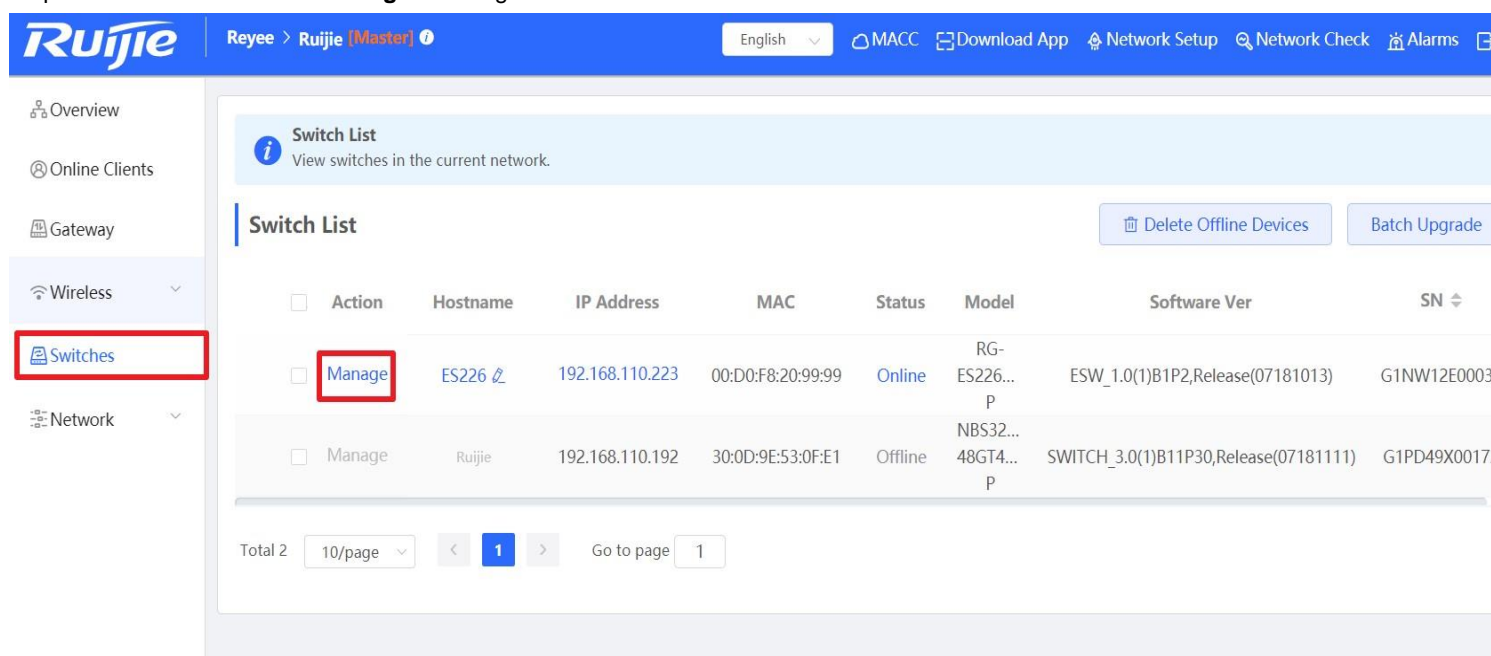 Ruijie
Reyee > Ruijie [Master]
English
MACC
Download App
Network Setup
Network Check
Alarms
Overview
Online Clients
Gateway
Wireless
Switches
Network
Switch List
View switches in the current network.
Switch List
Delete Offline Devices
Batch Upgrade
Action Hostname IP Address MAC Status Model Software Ver SN
Manage ES226 192.168.110.223 00:D0:F8:20:99:99 Online RG-ES226...P ESW_1.0(1)B1P2,Release(07181013) G1NW12E0003
Manage Ruijie 192.168.110.192 30:0D:9E:53:0F:E1 Offline NBS32...48GT4...P SWITCH_3.0(1)B11P30,Release(07181111) G1PD49X0017
Total 2 10/page < 1 > Go to page 1